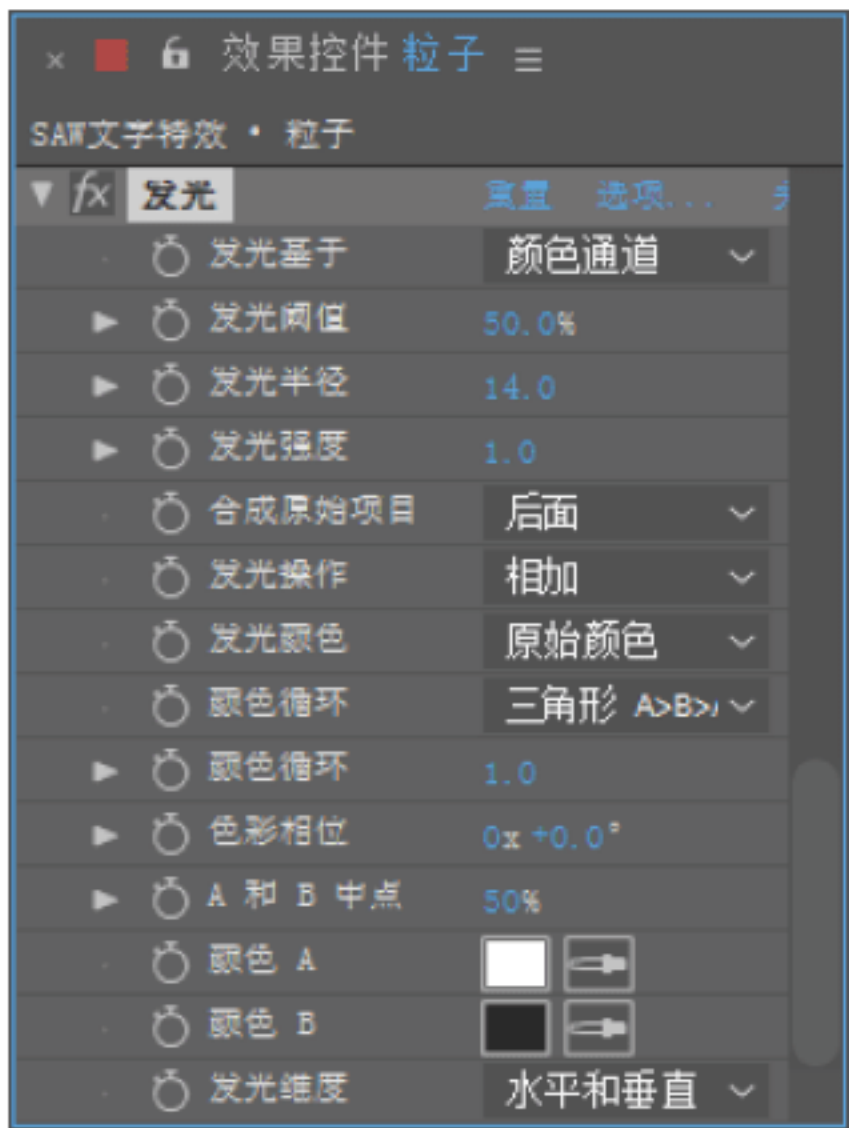 效果控件 粒子
SAW文字特效 • 粒子
fx 发光 重置 选项...
发光基于 颜色通道
发光阈值 50.0%
发光半径 14.0
发光强度 1.0
合成原始项目 后面
发光操作 相加
发光颜色 原始颜色
颜色循环 三角形 A>B>
颜色循环 1.0
色彩相位 0x +0.0°
A 和 B 中点 50%
颜色 A
颜色 B
发光维度 水平和垂直